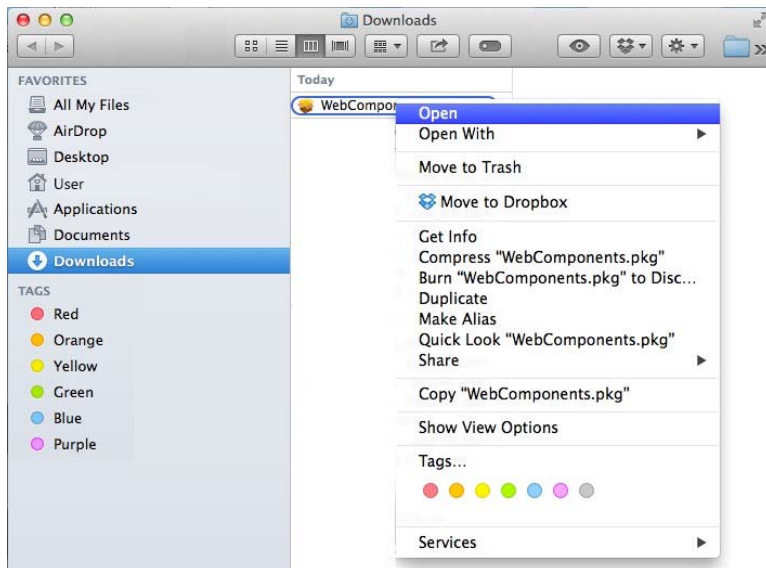 Downloads
FAVORITES
All My Files
AirDrop
Desktop
User
Applications
Documents
Downloads
TAGS
Red
Orange
Yellow
Green
Blue
Purple
Today
WebCompo
Open
Open With
Move to Trash
Move to Dropbox
Get Info
Compress "WebComponents.pkg"
Burn "WebComponents.pkg" to Disc...
Duplicate
Make Alias
Quick Look "WebComponents.pkg"
Share
Copy "WebComponents.pkg"
Show View Options
Tags...
Services